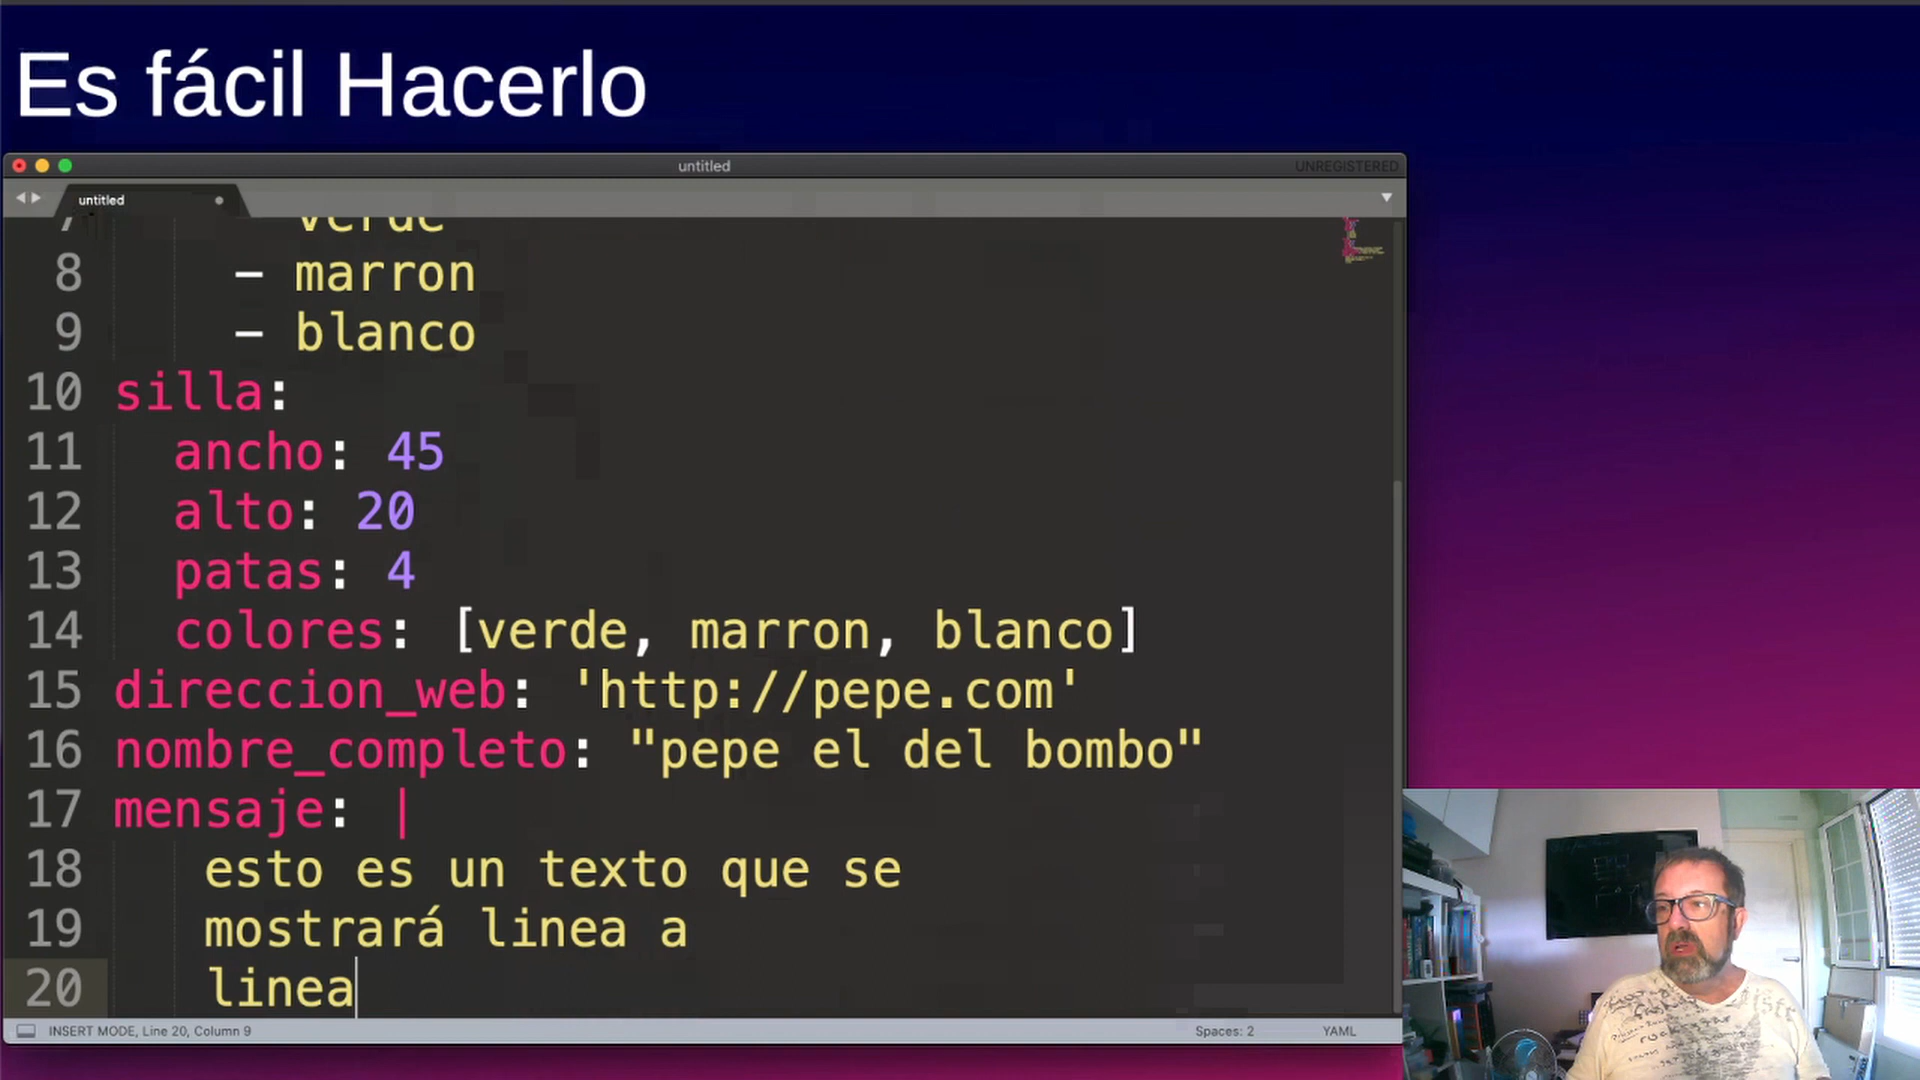 Es fácil Hacerlo
untitled
UNREGISTERED
untitled
7 verde
8 - marron
9 - blanco
10 silla:
11 ancho: 45
12 alto: 20
13 patas: 4
14 colores: [verde, marron, blanco]
15 direccion_web: 'http://pepe.com'
16 nombre_completo: "pepe el del bombo"
17 mensaje: |
18 esto es un texto que se
19 mostrará linea a
20 linea
INSERT MODE, Line 20, Column 9
Spaces: 2
YAML